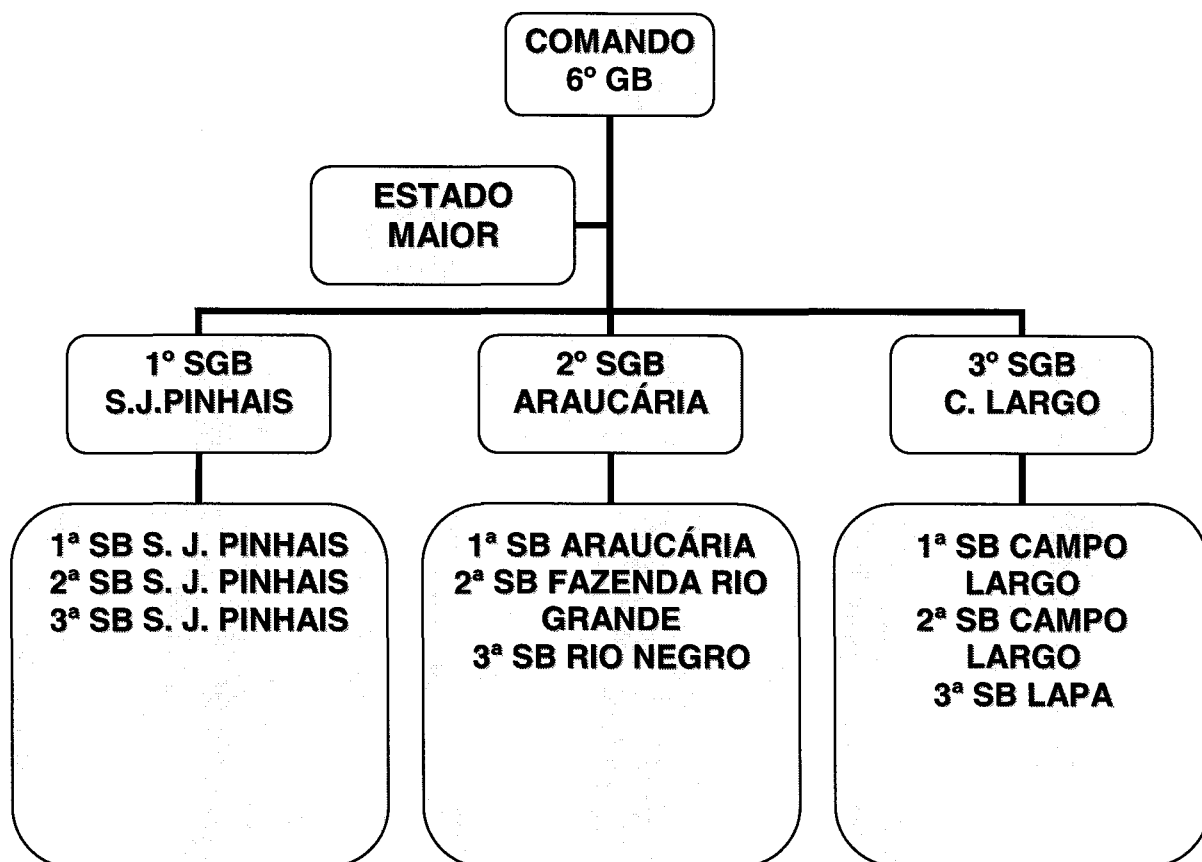 COMANDO
6º GB
ESTADO
MAIOR
1º SGB
S.J.PINHAIS
2º SGB
ARAUCÁRIA
3º SGB
C. LARGO
1ª SB S. J. PINHAIS
2ª SB S. J. PINHAIS
3ª SB S. J. PINHAIS
1ª SB ARAUCÁRIA
2ª SB FAZENDA RIO
GRANDE
3ª SB RIO NEGRO
1ª SB CAMPO
LARGO
2ª SB CAMPO
LARGO
3ª SB LAPA